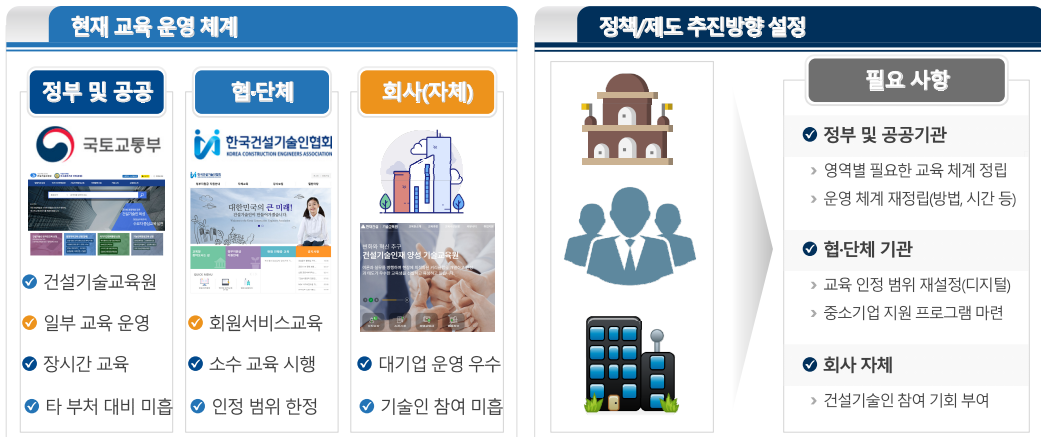 현재 교육 운영 체계
정부 및 공공
국토교통부
건설기술교육원
일부 교육 운영
장시간 교육
타 부처 대비 미흡
협·단체
한국건설기술인협회
KOREA CONSTRUCTION ENGINEERS ASSOCIATION
대한민국의 큰 미래!
회원서비스교육
소수 교육 시행
인정 범위 한정
회사(자체)
변화와 혁신 추구
건설기술인재 양성 기술교육원
대기업 운영 우수
기술인 참여 미흡
정책/제도 추진방향 설정
필요 사항
정부 및 공공기관
영역별 필요한 교육 체계 정립
운영 체계 재정립(방법, 시간 등)
협·단체 기관
교육 인정 범위 재설정(디지털)
중소기업 지원 프로그램 마련
회사 자체
건설기술인 참여 기회 부여